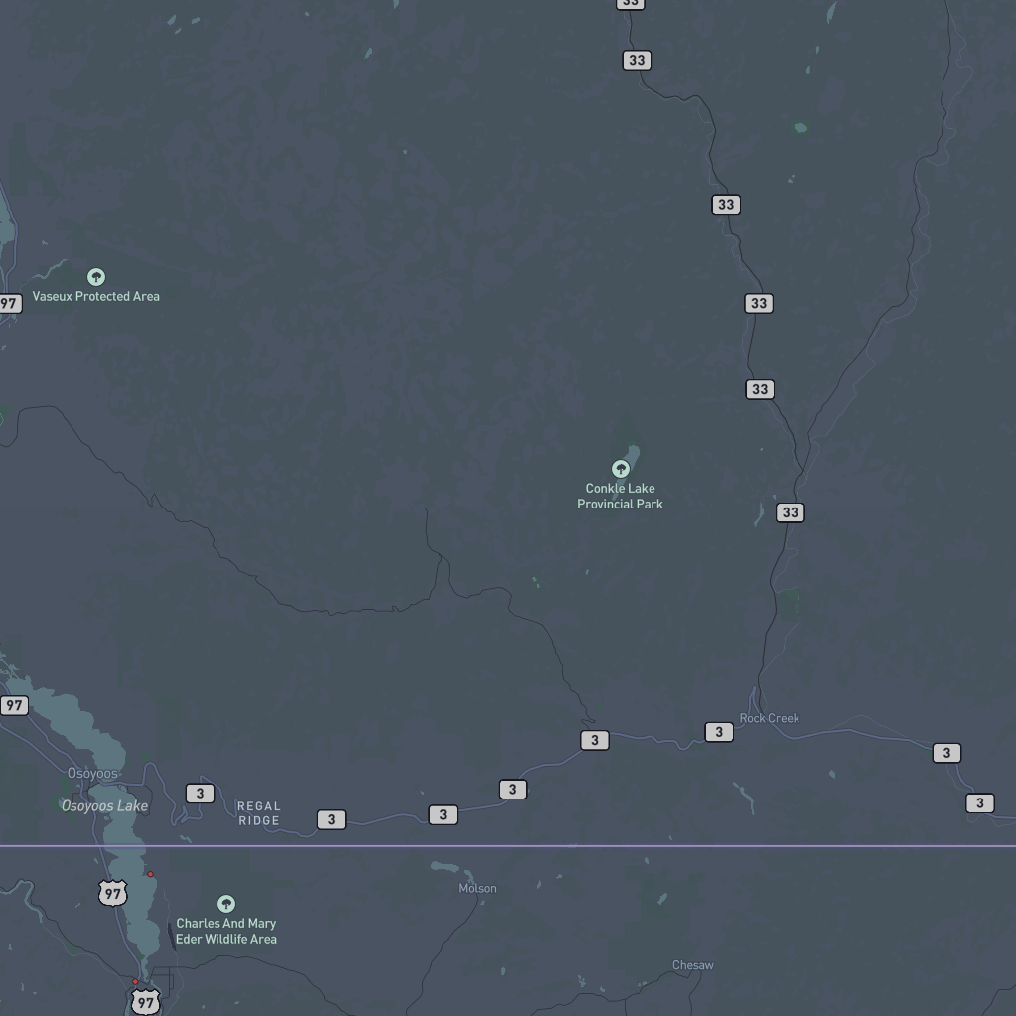 33
33
33
Vaseux Protected Area
97
33
33
Conkle Lake
Provincial Park
33
97
Rock Creek
3
3
3
Osoyoos
3
3
Osoyoos Lake
REGAL
RIDGE
3
3
3
97
Molson
Charles And Mary
Eder Wildlife Area
Chesaw
97